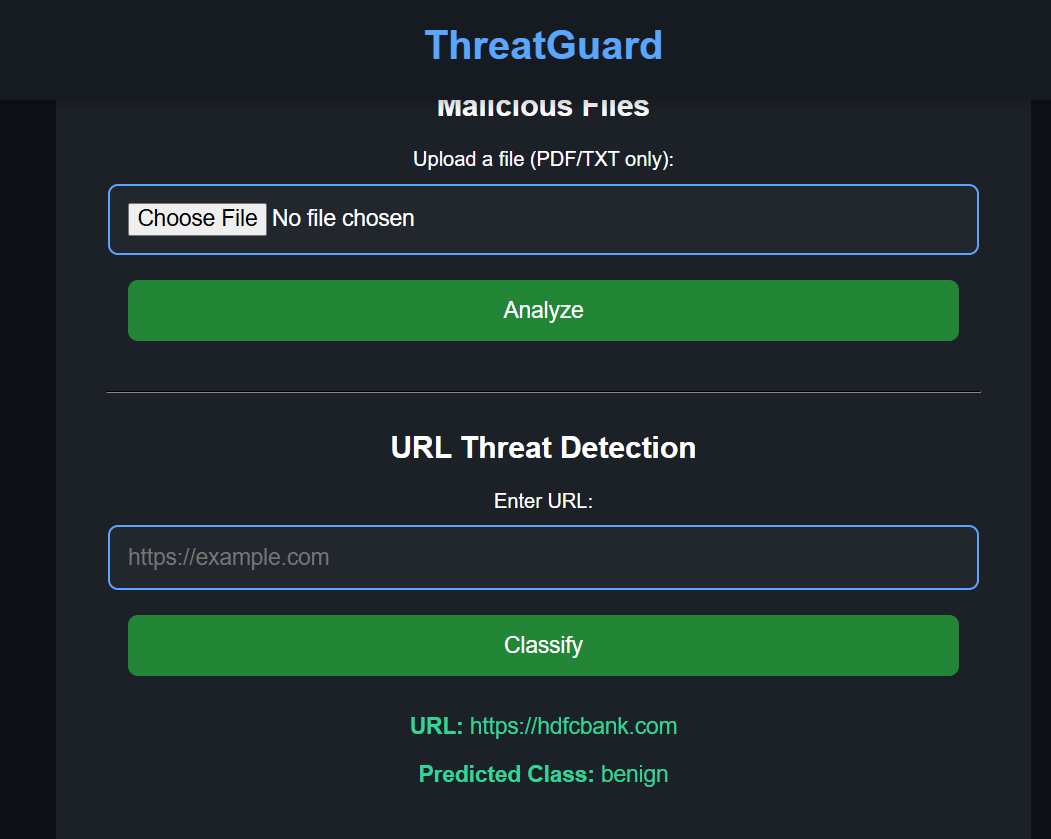 ThreatGuard
Malicious Files
Upload a file (PDF/TXT only):
Choose File No file chosen
Analyze
URL Threat Detection
Enter URL:
https://example.com
Classify
URL: https://hdfcbank.com
Predicted Class: benign